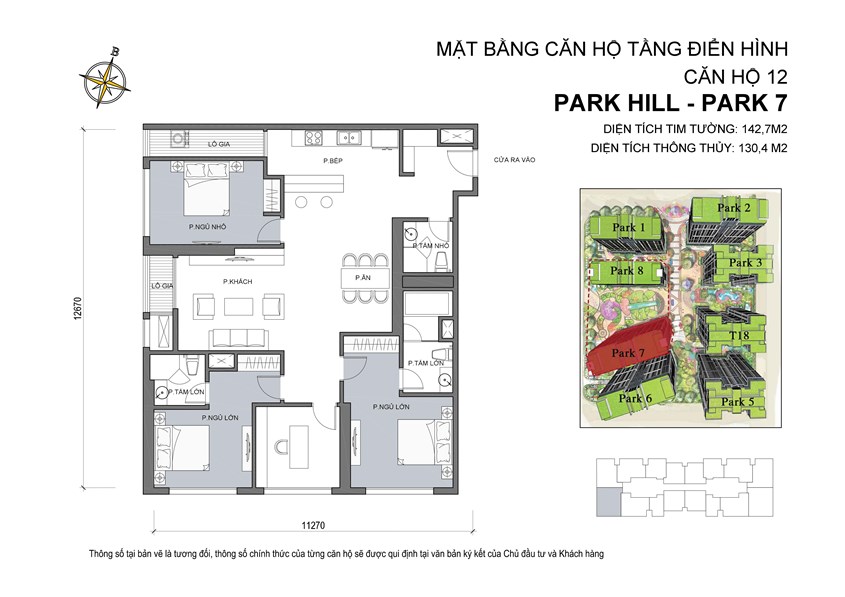 MẶT BẰNG CĂN HỘ TẦNG ĐIỂN HÌNH
CĂN HỘ 12
PARK HILL - PARK 7
DIỆN TÍCH TIM TƯỜNG: 142,7M2
DIỆN TÍCH THÔNG THỦY: 130,4 M2
B
LÔ GIA
P.BẾP
CỬA RA VÀO
P.NGỦ NHỎ
P.TẮM NHỎ
LÔ GIA
P.KHÁCH
P.ĂN
12670
P.TẮM LỚN
P.TẮM LỚN
P.NGỦ LỚN
P.NGỦ LỚN
11270
Park 2
Park 1
Park 3
Park 8
T18
Park 7
Park 6
Park 5
Thông số tại bản vẽ là tương đối, thông số chính thức của từng căn hộ sẽ được qui định tại văn bản ký kết của Chủ đầu tư và Khách hàng